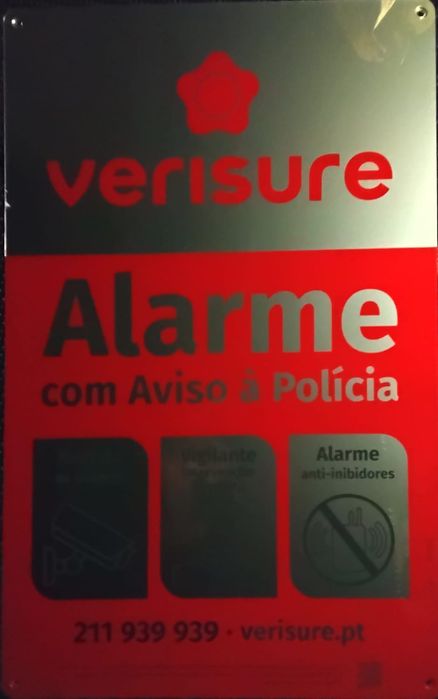 verisure
Alarme
com Aviso à Polícia
Vigilante
Alarme
anti-inibidores
211 939 939 · verisure.pt